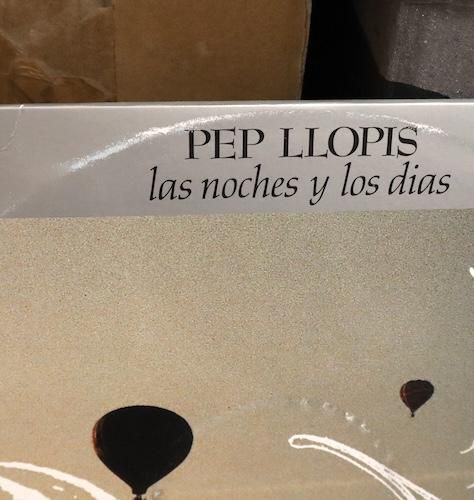 PEP LLOPIS
las noches y los dias